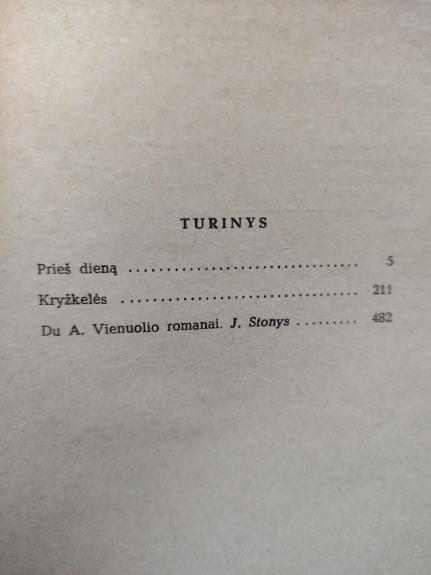 TURINYS
Prieš dieną ................................ 5
Kryžkelės ................................ 211
Du A. Vienuolio romanai. J. Stonys ......... 482